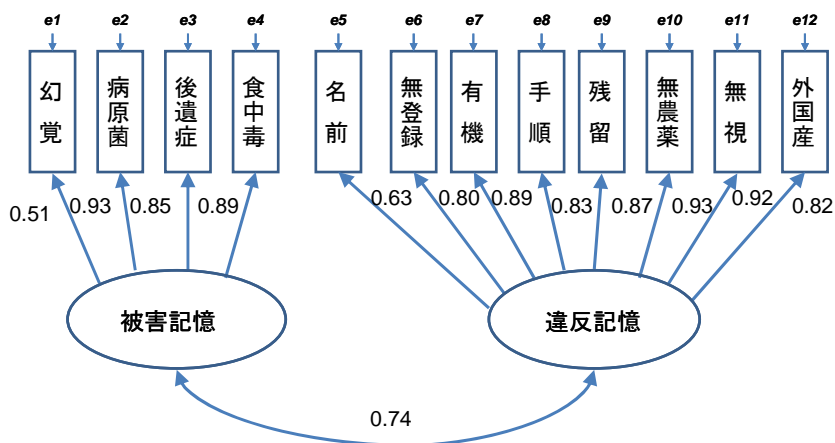 e1 e2 e3 e4 e5 e6 e7 e8 e9 e10 e11 e12
幻覚
病原菌
後遺症
食中毒
名前
無登録
有機
手順
残留
無農薬
無視
外国産
0.51 0.93 0.85 0.89 0.63 0.80 0.89 0.83 0.87 0.93 0.92 0.82
被害記憶
違反記憶
0.74